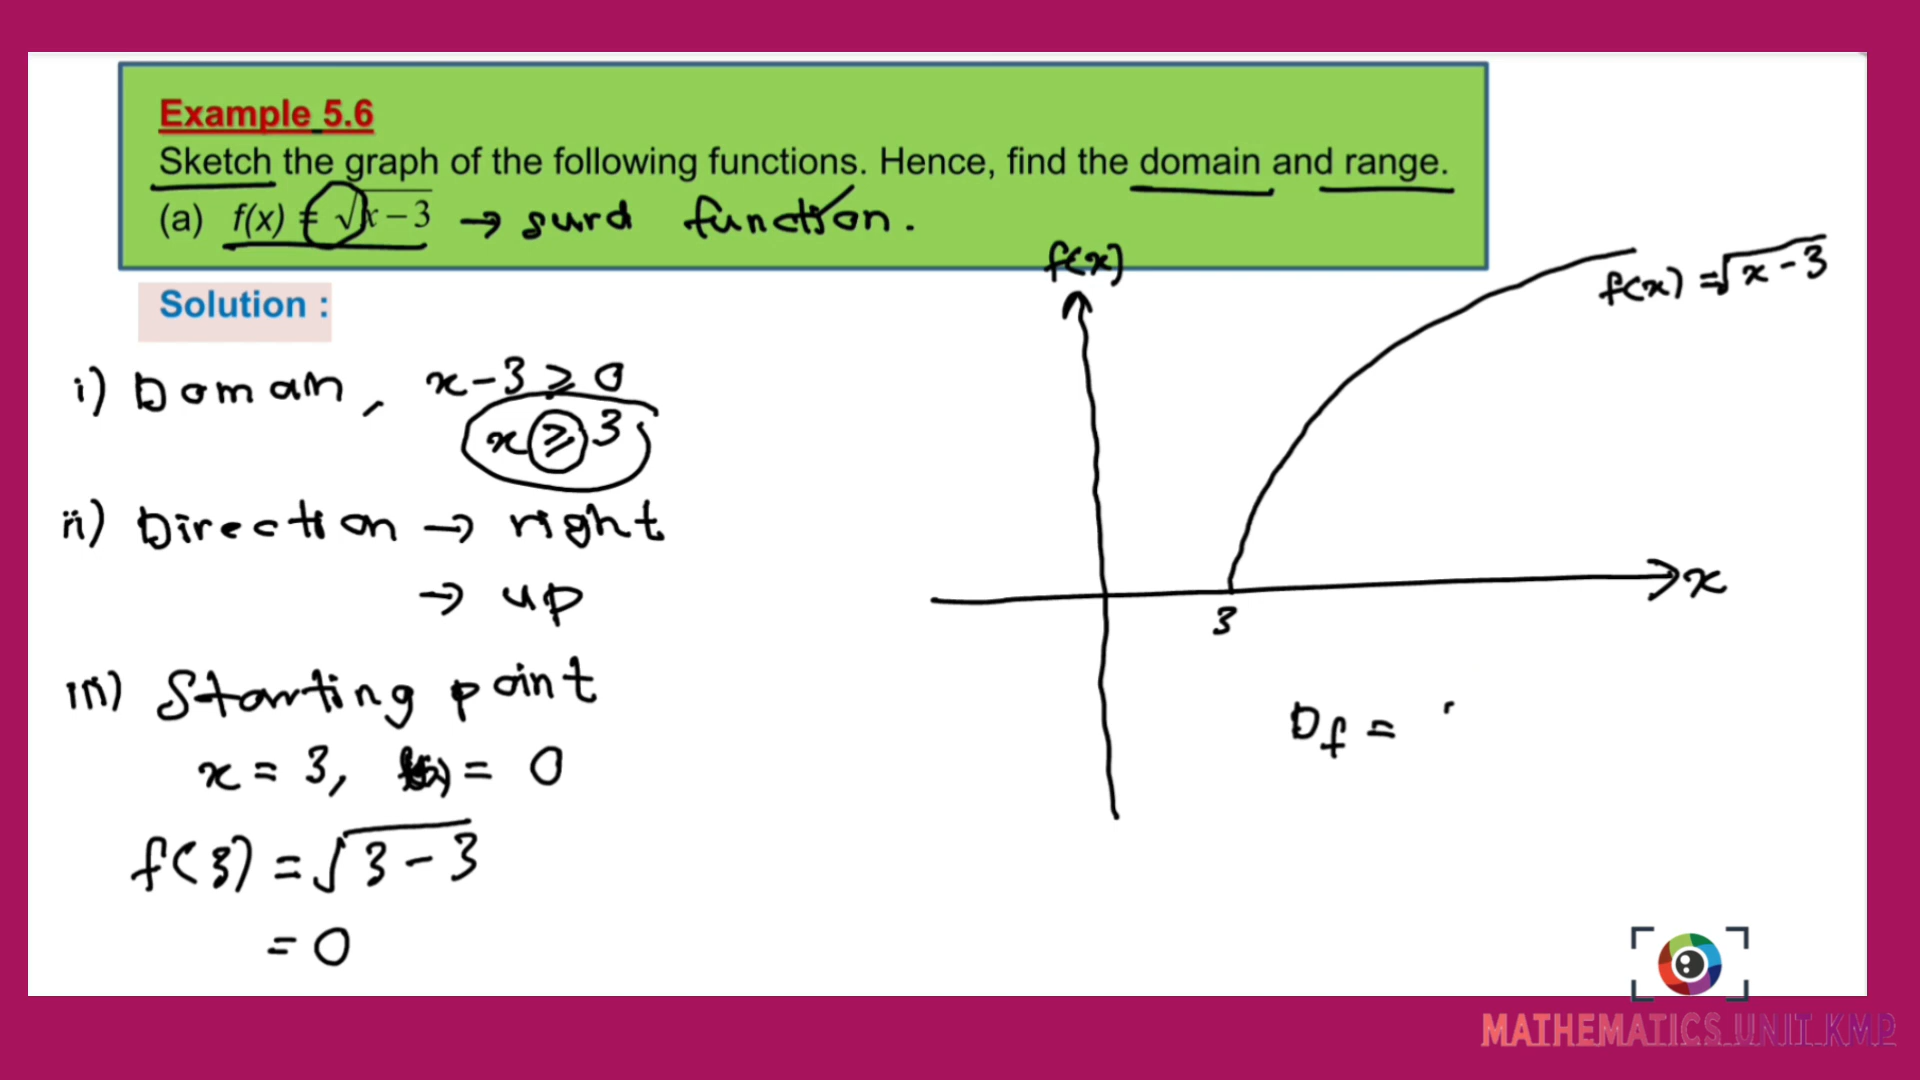 Example 5.6
Sketch the graph of the following functions. Hence, find the domain and range.
(a) f(x) = √x − 3 → surd function.
Solution :
i) Doman, x - 3 ≥ 0
x ≥ 3
ii) Direction → right
→ up
iii) Starting point
x = 3, f(x) = 0
f(3) = √3 - 3
= 0
f(x)
f(x) = √x - 3
x
3
Df =
MATHEMATICS UNIT KMP